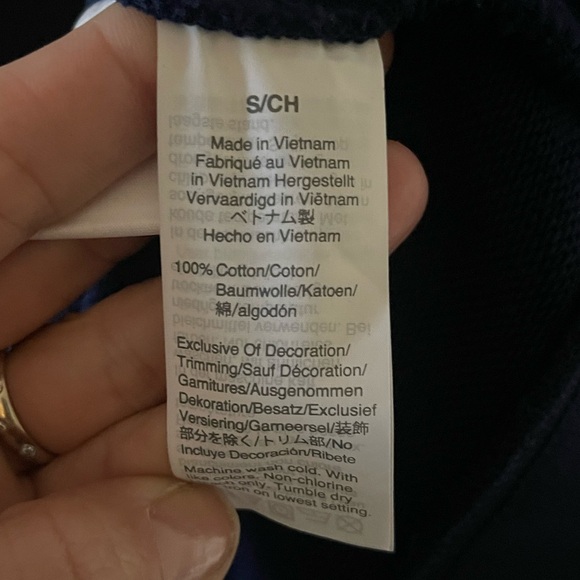 S/CH
Made in Vietnam
Fabriqué au Vietnam
in Vietnam Hergestellt
Vervaardigd in Viëtnam
ベトナム製
Hecho en Vietnam
100% Cotton/Coton/
Baumwolle/Katoen/
綿/algodón
Exclusive Of Decoration/
Trimming/Sauf Décoration/
Garnitures/Ausgenommen
Dekoration/Besatz/Exclusief
Versiering/Garneersel/装飾
部分を除く/トリム部/No
Incluye Decoración/Ribete
Machine wash cold. With
like colors. Non-chlorine
only. Tumble dry
on lowest setting.